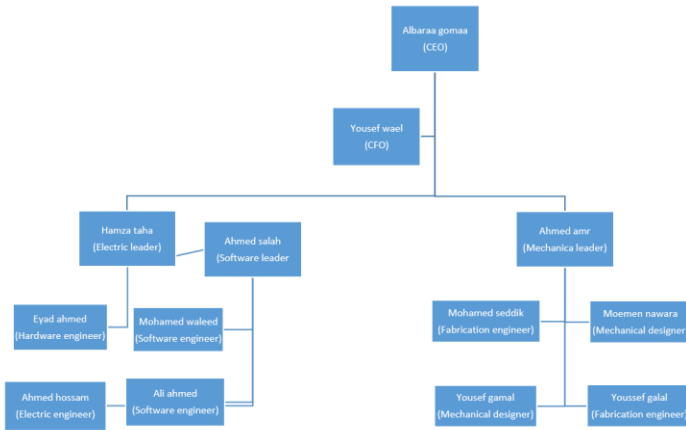 Albaraa gomaa
(CEO)
Yousef wael
(CFO)
Hamza taha
(Electric leader)
Ahmed salah
(Software leader
Ahmed amr
(Mechanica leader)
Eyad ahmed
(Hardware engineer)
Mohamed waleed
(Software engineer)
Mohamed seddik
(Fabrication engineer)
Moemen nawara
(Mechanical designer)
Ahmed hossam
(Electric engineer)
Ali ahmed
(Software engineer)
Yousef gamal
(Mechanical designer)
Youssef galal
(Fabrication engineer)